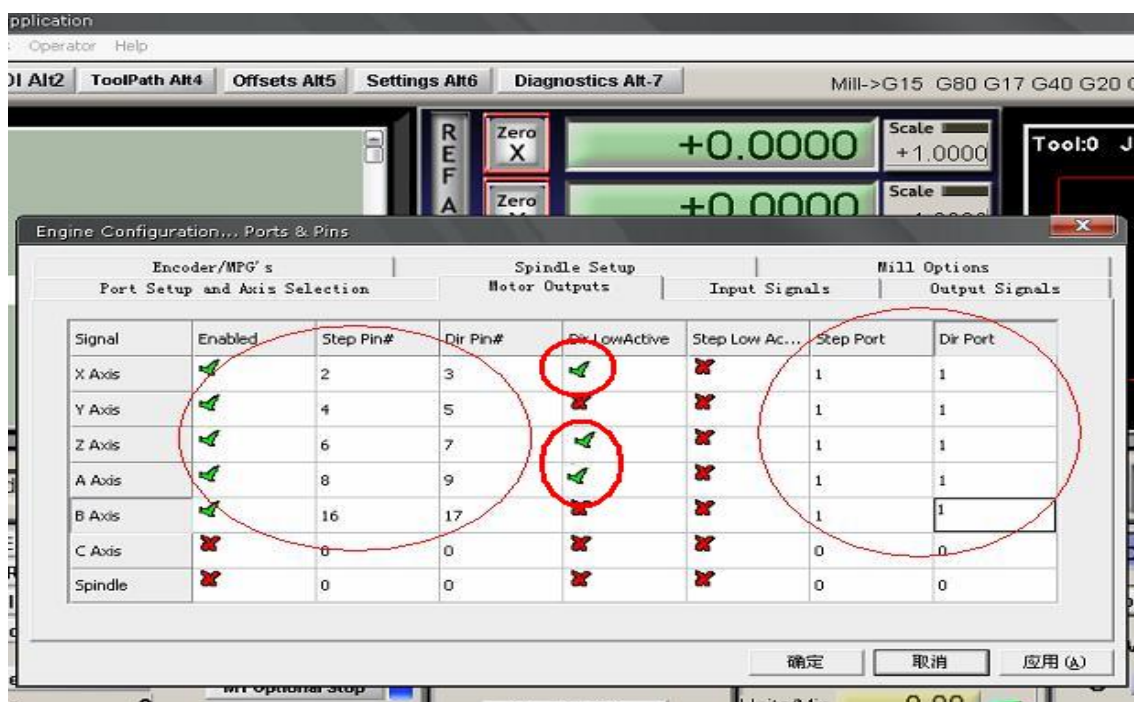 pplication
Operator Help
DI Alt2 ToolPath Alt4 Offsets Alt5 Settings Alt6 Diagnostics Alt-7 Mill->G15 G80 G17 G40 G20
REF A
Zero X +0.0000 Scale +1.0000 Tool:0 J
Zero +0.0000 Scale
Engine Configuration... Ports & Pins
Encoder/MPG's Spindle Setup Mill Options
Port Setup and Axis Selection Motor Outputs Input Signals Output Signals
Signal Enabled Step Pin# Dir Pin# Dir LowActive Step Low Ac... Step Port Dir Port
X Axis 2 3 1 1
Y Axis 4 5 1 1
Z Axis 6 7 1 1
A Axis 8 9 1 1
B Axis 16 17 1 1
C Axis 0 0 0 0
Spindle 0 0 0 0
确定 取消 应用(A)
M1 Optional Stop